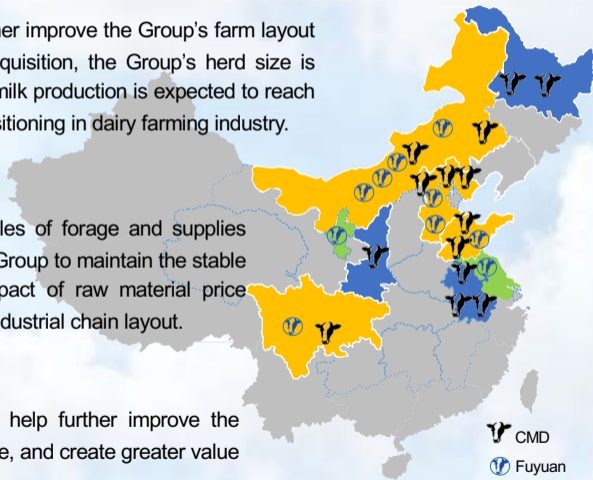 her improve the Group's farm layout
quisition, the Group's herd size is
milk production is expected to reach
sitioning in dairy farming industry.
les of forage and supplies
Group to maintain the stable
pact of raw material price
dustrial chain layout.
help further improve the
e, and create greater value
CMD
Fuyuan